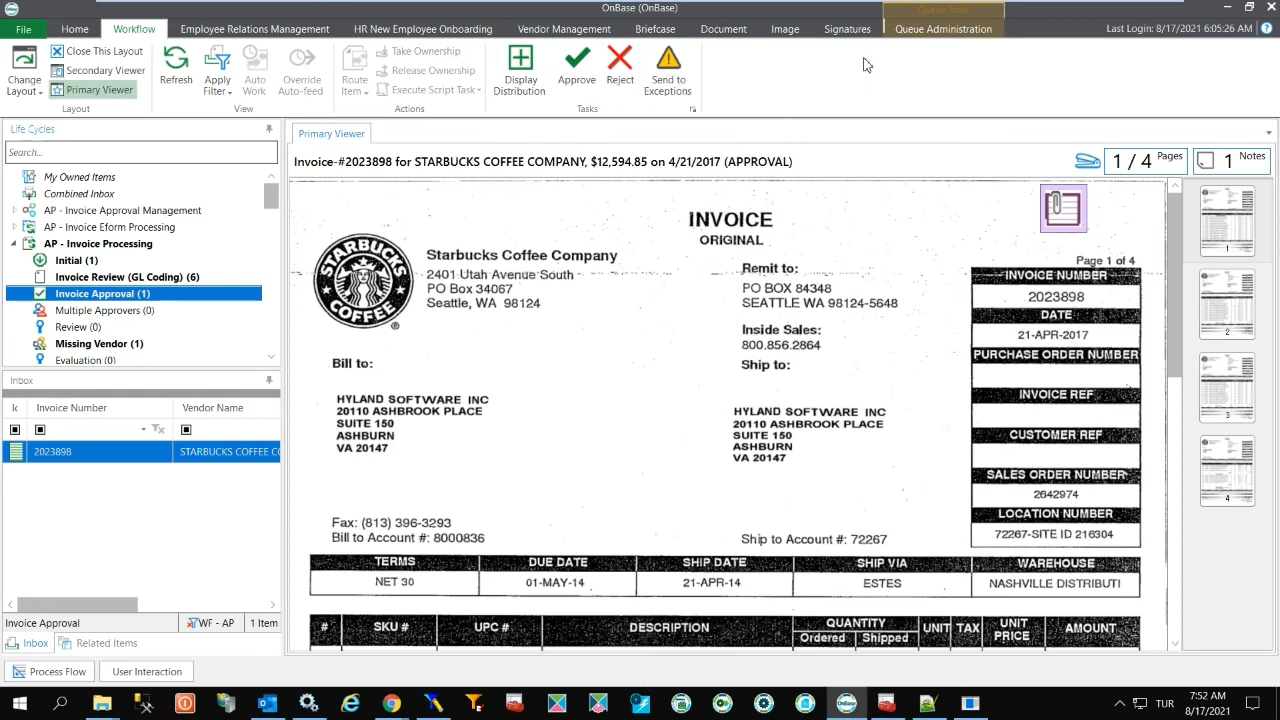 OnBase (OnBase)
Queue Tools
File Home Workflow Employee Relations Management HR New Employee Onboarding Vendor Management Briefcase Document Image Signatures Queue Administration Last Login: 8/17/2021 6:05:26 AM
Change Layout
Close This Layout
Secondary Viewer
Primary Viewer
Layout
Refresh
Apply Filter
Auto Work
Override Auto-feed
View
Route Item
Take Ownership
Release Ownership
Execute Script Task
Actions
Display Distribution
Approve
Reject
Send to Exceptions
Tasks
Life Cycles
Search...
My Owned Items
Combined Inbox
AP - Invoice Approval Management
AP - Invoice Eform Processing
AP - Invoice Processing
Initial (1)
Invoice Review (GL Coding) (6)
Invoice Approval (1)
Multiple Approvers (0)
Review (0)
Missing Vendor (1)
Evaluation (0)
Inbox
Ic Invoice Number Vendor Name
2023898 STARBUCKS COFFEE CO
Invoice Approval WF - AP 1 Item
Inbox Related Items
Process Flow User Interaction
Primary Viewer
Invoice-#2023898 for STARBUCKS COFFEE COMPANY, $12,594.85 on 4/21/2017 (APPROVAL)
1 / 4 Pages
1 Notes
INVOICE
ORIGINAL
STARBUCKS COFFEE
Starbucks Coffee Company
2401 Utah Avenue South
PO Box 34067
Seattle, WA 98124
Remit to:
PO BOX 84348
SEATTLE WA 98124-5648
Inside Sales:
800.856.2864
Page 1 of 4
INVOICE NUMBER
2023898
DATE
21-APR-2017
PURCHASE ORDER NUMBER
INVOICE REF
CUSTOMER REF
SALES ORDER NUMBER
2642974
LOCATION NUMBER
72267-SITE ID 216304
Bill to:
HYLAND SOFTWARE INC
20110 ASHBROOK PLACE
SUITE 150
ASHBURN
VA 20147
Ship to:
HYLAND SOFTWARE INC
20110 ASHBROOK PLACE
SUITE 150
ASHBURN
VA 20147
Fax: (813) 396-3293
Bill to Account #: 8000836
Ship to Account #: 72267
TERMS DUE DATE SHIP DATE SHIP VIA WAREHOUSE
NET 30 01-MAY-14 21-APR-14 ESTES NASHVILLE DISTRIBUTI
# SKU # UPC # DESCRIPTION QUANTITY Ordered Shipped UNIT TAX UNIT PRICE AMOUNT
1
2
3
4
TUR
7:52 AM
8/17/2021